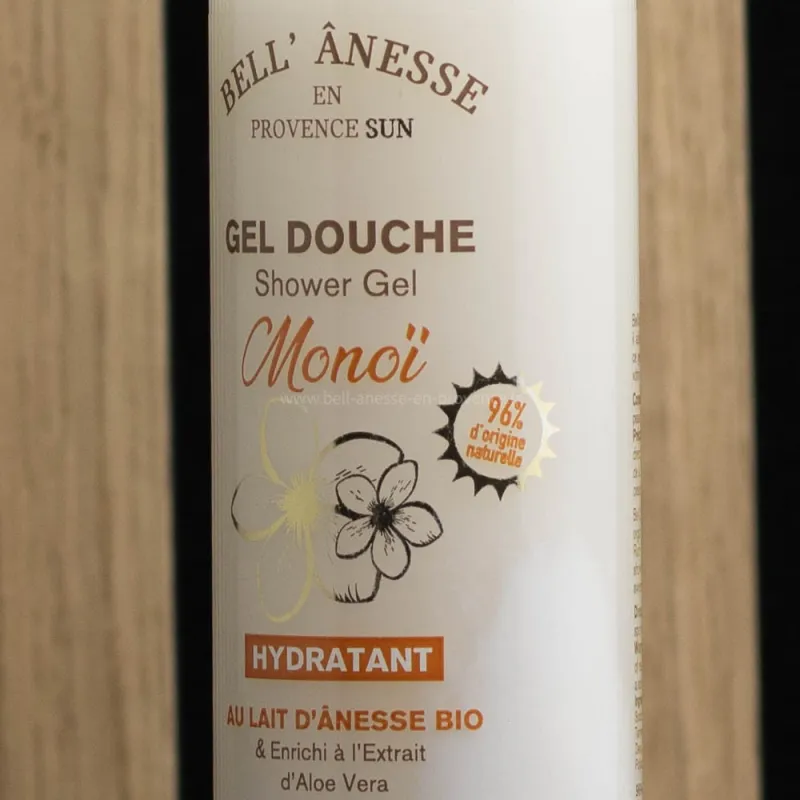 BELL' ÂNESSE
EN
PROVENCE SUN
GEL DOUCHE
Shower Gel
Monoï
www.bell-anesse-en-prove
96%
d'origine
naturelle
HYDRATANT
AU LAIT D'ÂNESSE BIO
& Enrichi à l'Extrait
d'Aloe Vera